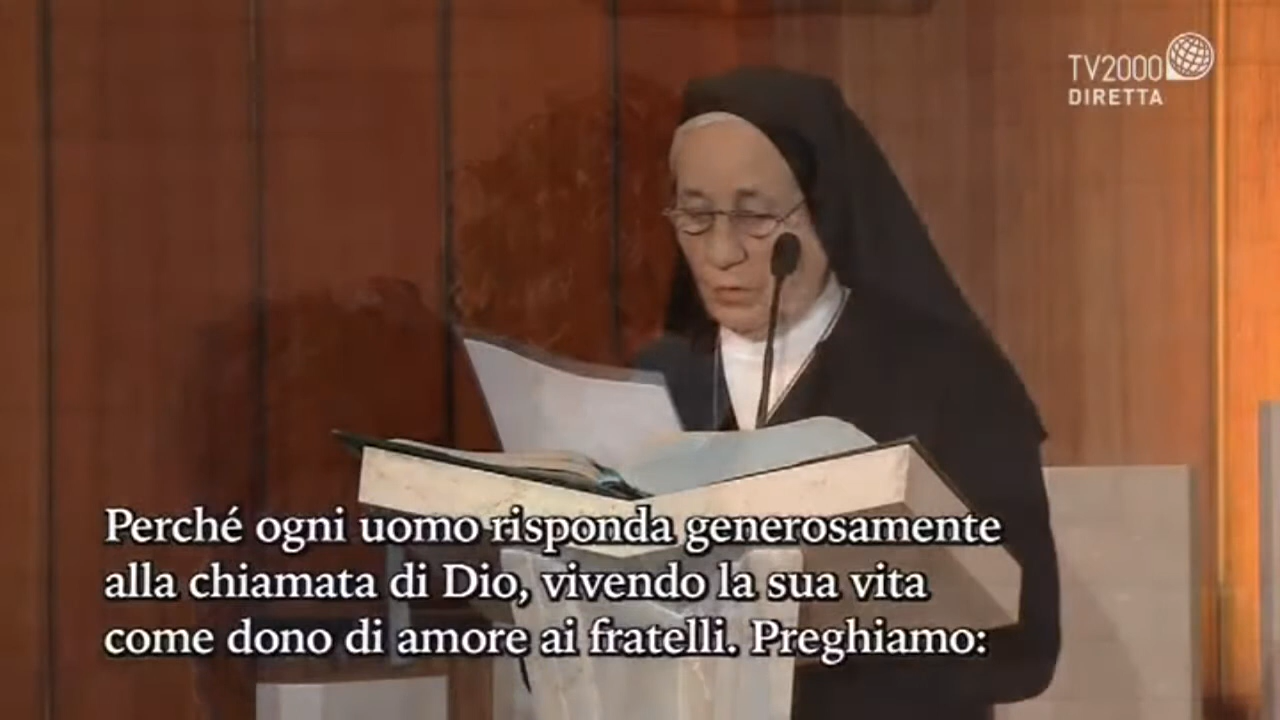 TV2000
DIRETTA
Perché ogni uomo risponda generosamente
alla chiamata di Dio, vivendo la sua vita
come dono di amore ai fratelli. Preghiamo: